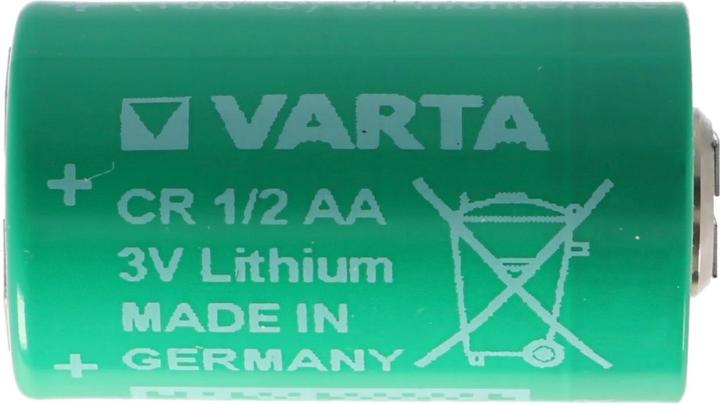 VARTA
CR 1/2 AA
3V Lithium
MADE IN
GERMANY